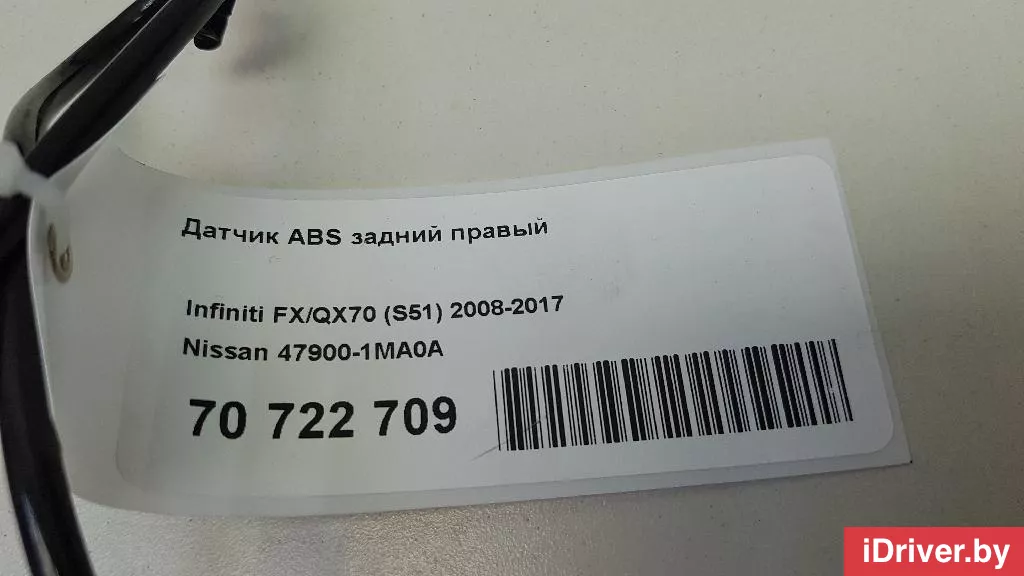 Датчик ABS задний правый
Infiniti FX/QX70 (S51) 2008-2017
Nissan 47900-1MA0A
70 722 709
iDriver.by